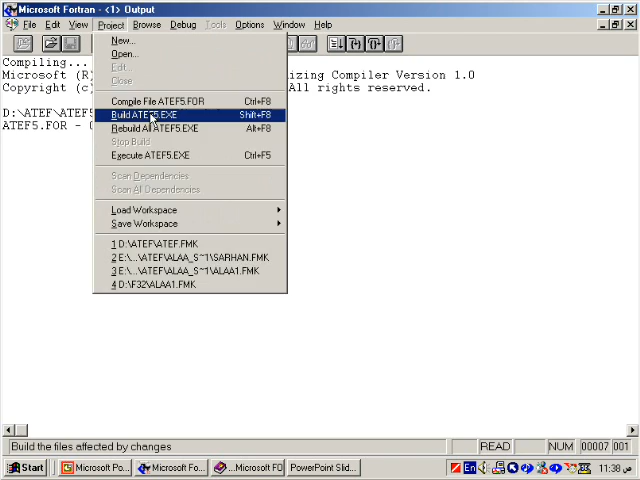 Microsoft Fortran - <1> Output
File Edit View Project Browse Debug Tools Options Window Help
Compiling...
Microsoft (R) izing Compiler Version 1.0
Copyright (c) All rights reserved.
D:\ATEF\ATEF5
ATEF5.FOR - 
New...
Open...
Edit...
Close
Compile File ATEF5.FOR Ctrl+F8
Build ATEF5.EXE Shift+F8
Rebuild All ATEF5.EXE Alt+F8
Stop Build
Execute ATEF5.EXE Ctrl+F5
Scan Dependencies
Scan All Dependencies
Load Workspace
Save Workspace
1 D:\ATEF\ATEF.FMK
2 E:\...\ATEF\ALAA_S~1\SARHAN.FMK
3 E:\...\ATEF\ALAA_S~1\ALAA1.FMK
4 D:\F32\ALAA1.FMK
Build the files affected by changes READ NUM 00007 001
Start Microsoft Po... Microsoft Fo... ...Microsoft FO PowerPoint Slid... En 11:38 ص